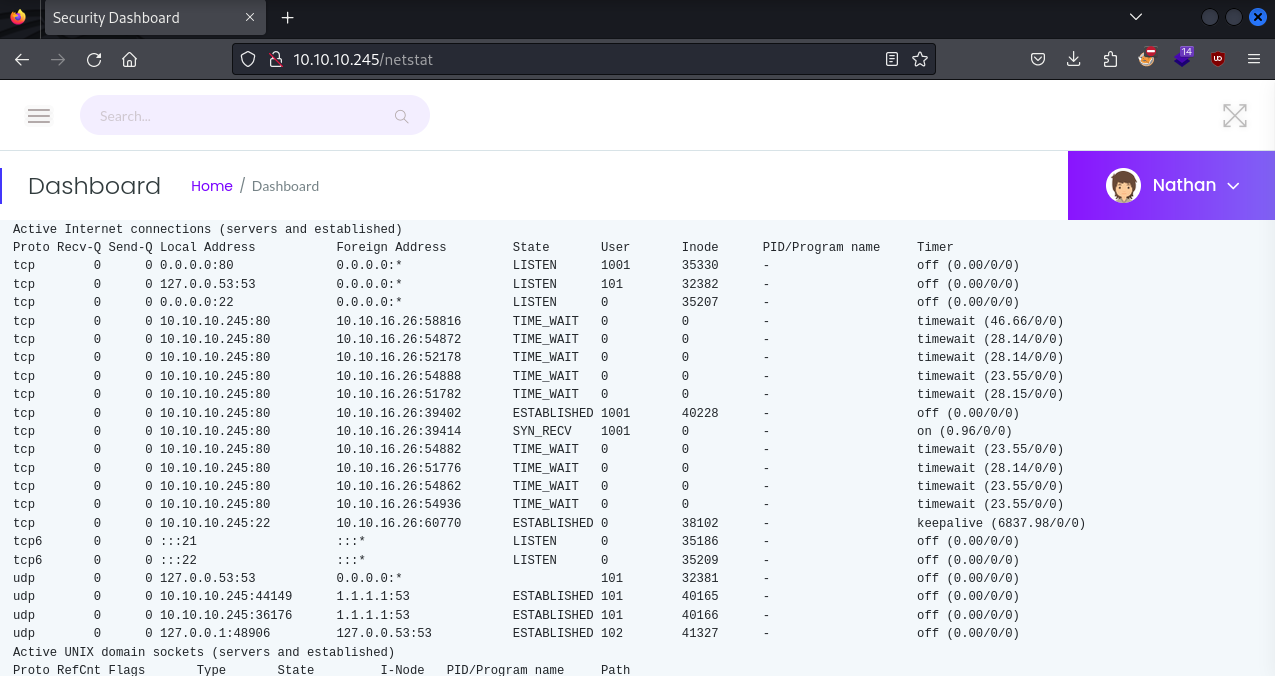 Security Dashboard
10.10.10.245/netstat
14
Search...
Dashboard Home / Dashboard Nathan
Active Internet connections (servers and established)
Proto Recv-Q Send-Q Local Address           Foreign Address         State       User       Inode      PID/Program name     Timer
tcp        0      0 0.0.0.0:80              0.0.0.0:*               LISTEN      1001       35330      -                    off (0.00/0/0)
tcp        0      0 127.0.0.53:53           0.0.0.0:*               LISTEN      101        32382      -                    off (0.00/0/0)
tcp        0      0 0.0.0.0:22              0.0.0.0:*               LISTEN      0          35207      -                    off (0.00/0/0)
tcp        0      0 10.10.10.245:80         10.10.16.26:58816       TIME_WAIT   0          0          -                    timewait (46.66/0/0)
tcp        0      0 10.10.10.245:80         10.10.16.26:54872       TIME_WAIT   0          0          -                    timewait (28.14/0/0)
tcp        0      0 10.10.10.245:80         10.10.16.26:52178       TIME_WAIT   0          0          -                    timewait (28.14/0/0)
tcp        0      0 10.10.10.245:80         10.10.16.26:54888       TIME_WAIT   0          0          -                    timewait (23.55/0/0)
tcp        0      0 10.10.10.245:80         10.10.16.26:51782       TIME_WAIT   0          0          -                    timewait (28.15/0/0)
tcp        0      0 10.10.10.245:80         10.10.16.26:39402       ESTABLISHED 1001       40228      -                    off (0.00/0/0)
tcp        0      0 10.10.10.245:80         10.10.16.26:39414       SYN_RECV    1001       0          -                    on (0.96/0/0)
tcp        0      0 10.10.10.245:80         10.10.16.26:54882       TIME_WAIT   0          0          -                    timewait (23.55/0/0)
tcp        0      0 10.10.10.245:80         10.10.16.26:51776       TIME_WAIT   0          0          -                    timewait (28.14/0/0)
tcp        0      0 10.10.10.245:80         10.10.16.26:54862       TIME_WAIT   0          0          -                    timewait (23.55/0/0)
tcp        0      0 10.10.10.245:80         10.10.16.26:54936       TIME_WAIT   0          0          -                    timewait (23.55/0/0)
tcp        0      0 10.10.10.245:22         10.10.16.26:60770       ESTABLISHED 0          38102      -                    keepalive (6837.98/0/0)
tcp6       0      0 :::21                   :::*                    LISTEN      0          35186      -                    off (0.00/0/0)
tcp6       0      0 :::22                   :::*                    LISTEN      0          35209      -                    off (0.00/0/0)
udp        0      0 127.0.0.53:53           0.0.0.0:*                           101        32381      -                    off (0.00/0/0)
udp        0      0 10.10.10.245:44149      1.1.1.1:53              ESTABLISHED 101        40165      -                    off (0.00/0/0)
udp        0      0 10.10.10.245:36176      1.1.1.1:53              ESTABLISHED 101        40166      -                    off (0.00/0/0)
udp        0      0 127.0.0.1:48906         127.0.0.53:53           ESTABLISHED 102        41327      -                    off (0.00/0/0)
Active UNIX domain sockets (servers and established)
Proto RefCnt Flags       Type       State         I-Node   PID/Program name     Path